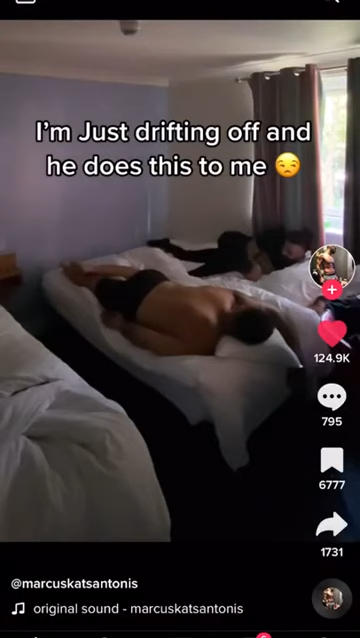 I'm Just drifting off and
he does this to me 😒
124.9K
795
6777
1731
@marcuskatsantonis
original sound - marcuskatsantonis